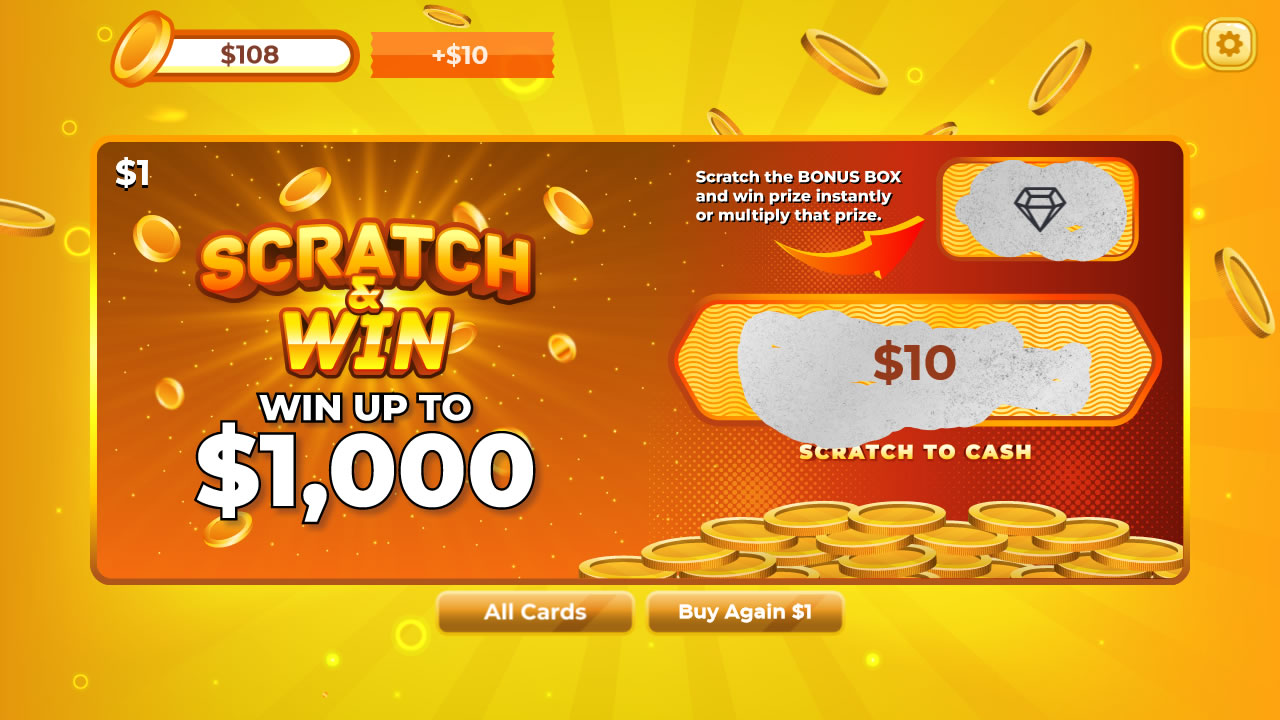 $108
+$10
$1
SCRATCH
&
WIN
WIN UP TO
$1,000
Scratch the BONUS BOX
and win prize instantly
or multiply that prize.
$10
SCRATCH TO CASH
All Cards
Buy Again $1